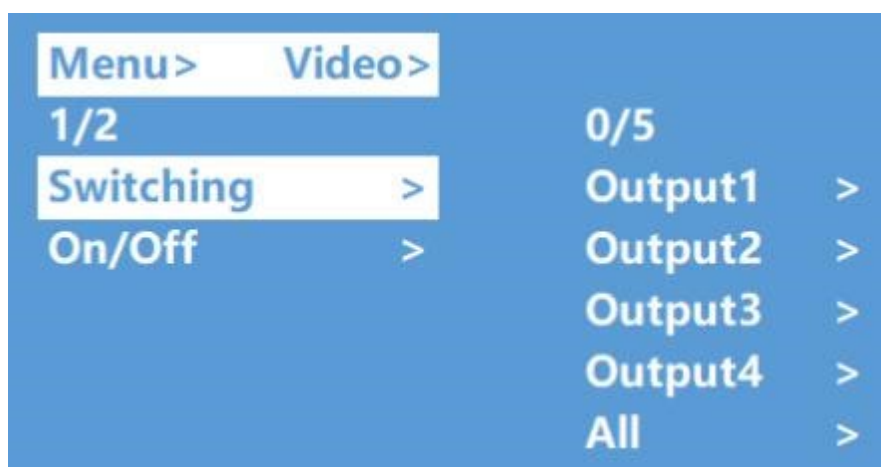 Menu> Video>
1/2 0/5
Switching > Output1 >
On/Off > Output2 >
Output3 >
Output4 >
All >